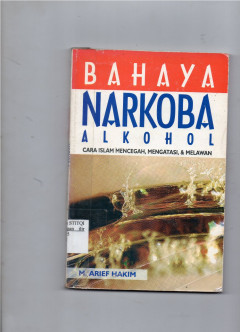 BAHAYA
NARKOBA
ALKOHOL
CARA ISLAM MENCEGAH, MENGATASI, & MELAWAN
M. ARIEF HAKIM